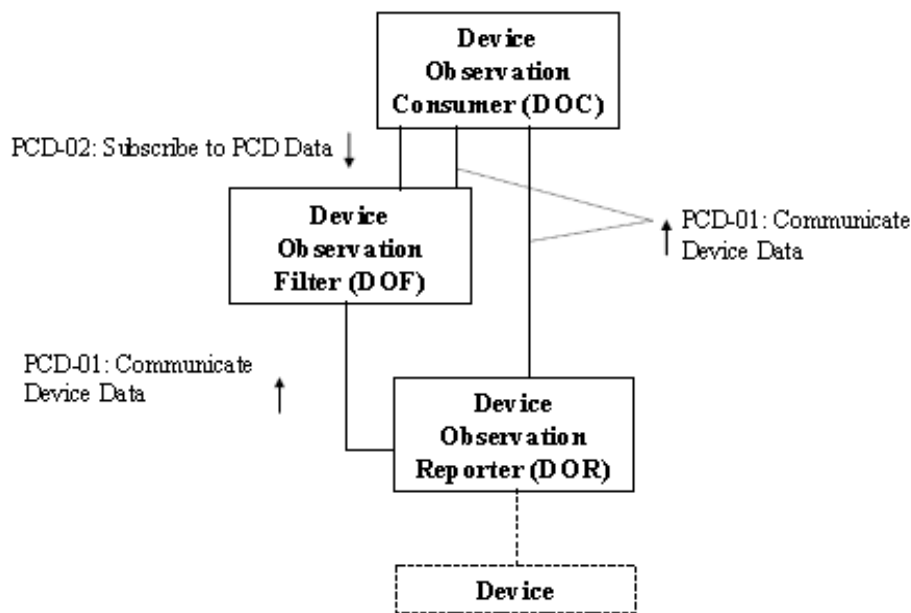 Device
Observation
Consumer (DOC)
PCD-02: Subscribe to PCD Data
Device
Observation
Filter (DOF)
PCD-01: Communicate
Device Data
PCD-01: Communicate
Device Data
Device
Observation
Reporter (DOR)
Device